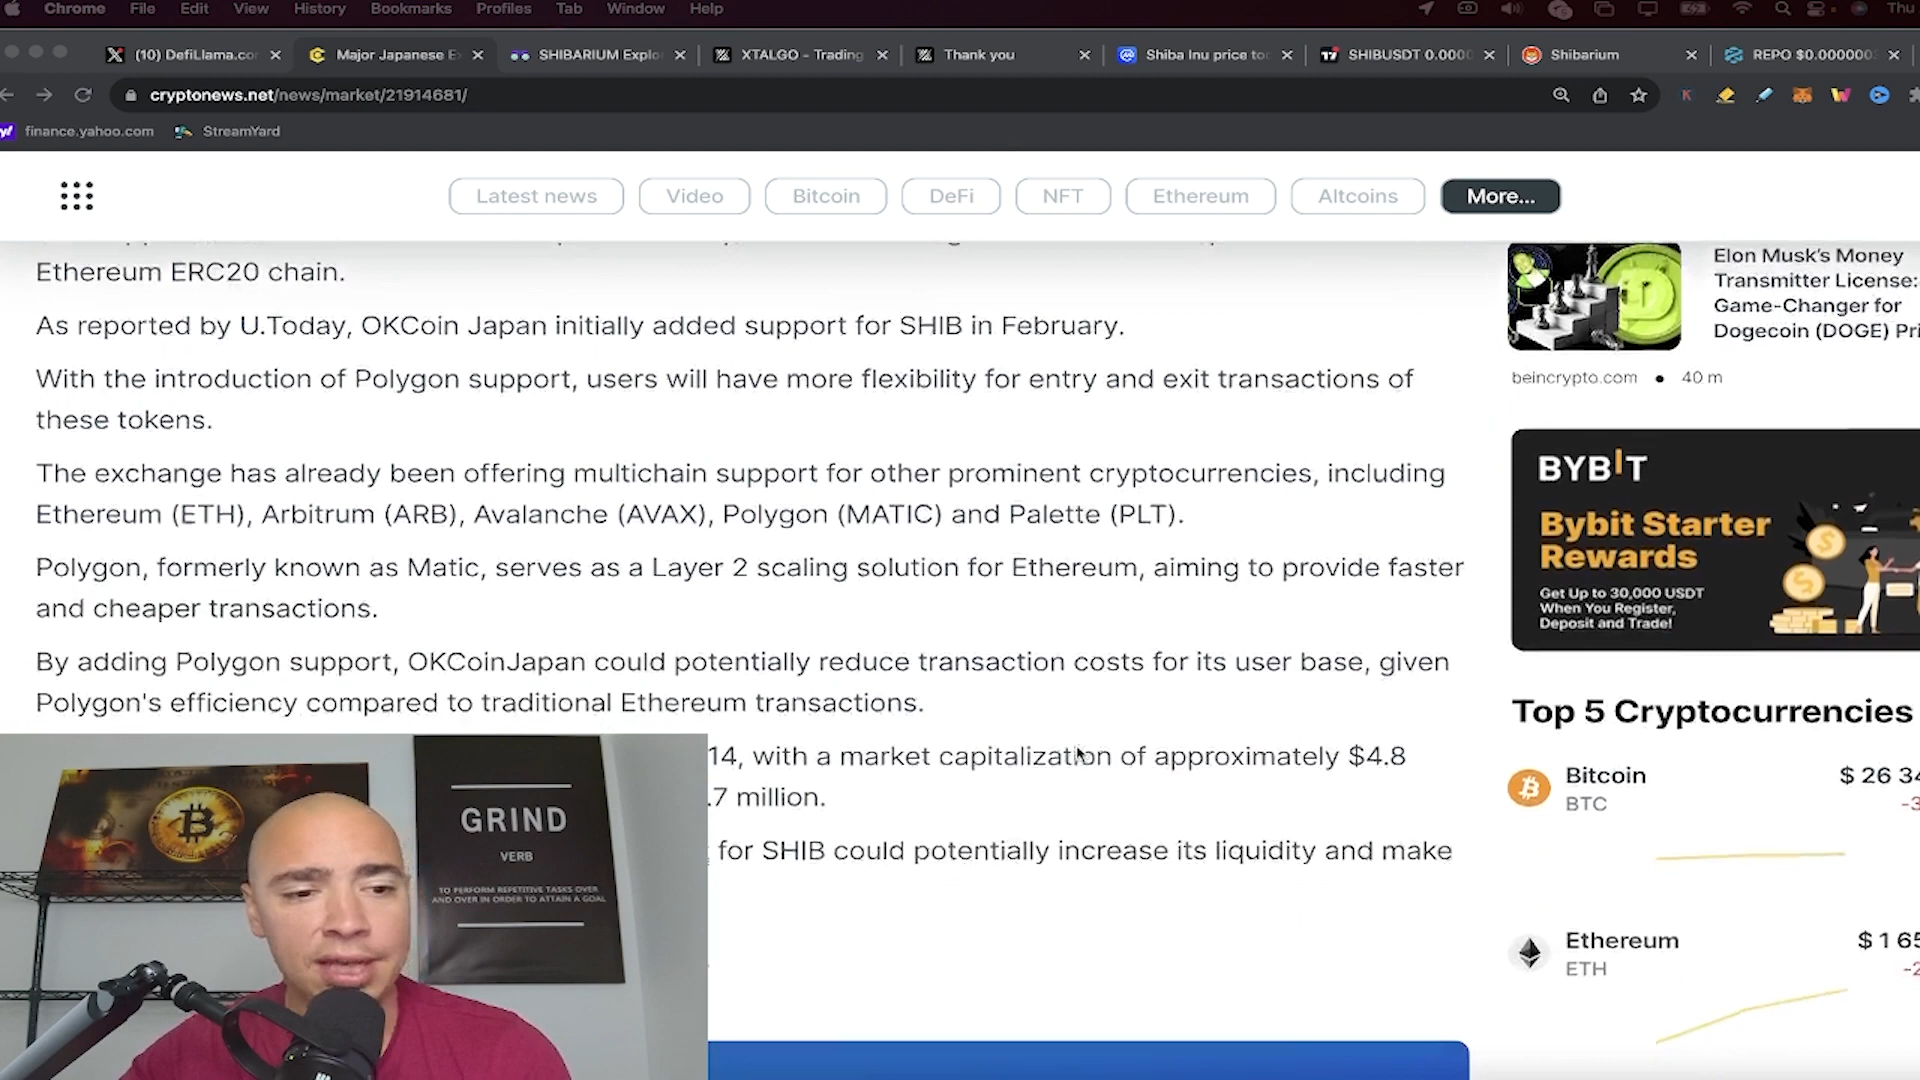 Chrome File Edit View History Bookmarks Profiles Tab Window Help Thu
(10) DefiLlama.co Major Japanese E SHIBARIUM Explo XTALGO - Trading Thank you Shiba Inu price to SHIBUSDT 0.000 Shibarium REPO $0.000000
cryptonews.net/news/market/21914681/
finance.yahoo.com StreamYard
Latest news Video Bitcoin DeFi NFT Ethereum Altcoins More...
Ethereum ERC20 chain.
As reported by U.Today, OKCoin Japan initially added support for SHIB in February.
With the introduction of Polygon support, users will have more flexibility for entry and exit transactions of
these tokens.
The exchange has already been offering multichain support for other prominent cryptocurrencies, including
Ethereum (ETH), Arbitrum (ARB), Avalanche (AVAX), Polygon (MATIC) and Palette (PLT).
Polygon, formerly known as Matic, serves as a Layer 2 scaling solution for Ethereum, aiming to provide faster
and cheaper transactions.
By adding Polygon support, OKCoinJapan could potentially reduce transaction costs for its user base, given
Polygon's efficiency compared to traditional Ethereum transactions.
14, with a market capitalization of approximately $4.8
.7 million.
for SHIB could potentially increase its liquidity and make
GRIND
VERB
TO PERFORM REPETITIVE TASKS OVER
AND OVER IN ORDER TO ATTAIN A GOAL
Elon Musk's Money
Transmitter License:
Game-Changer for
Dogecoin (DOGE) Pri
beincrypto.com • 40 m
BYBIT
Bybit Starter
Rewards
Get Up to 30,000 USDT
When You Register,
Deposit and Trade!
Top 5 Cryptocurrencies
Bitcoin $ 26 34
BTC -3
Ethereum $ 1 65
ETH -2